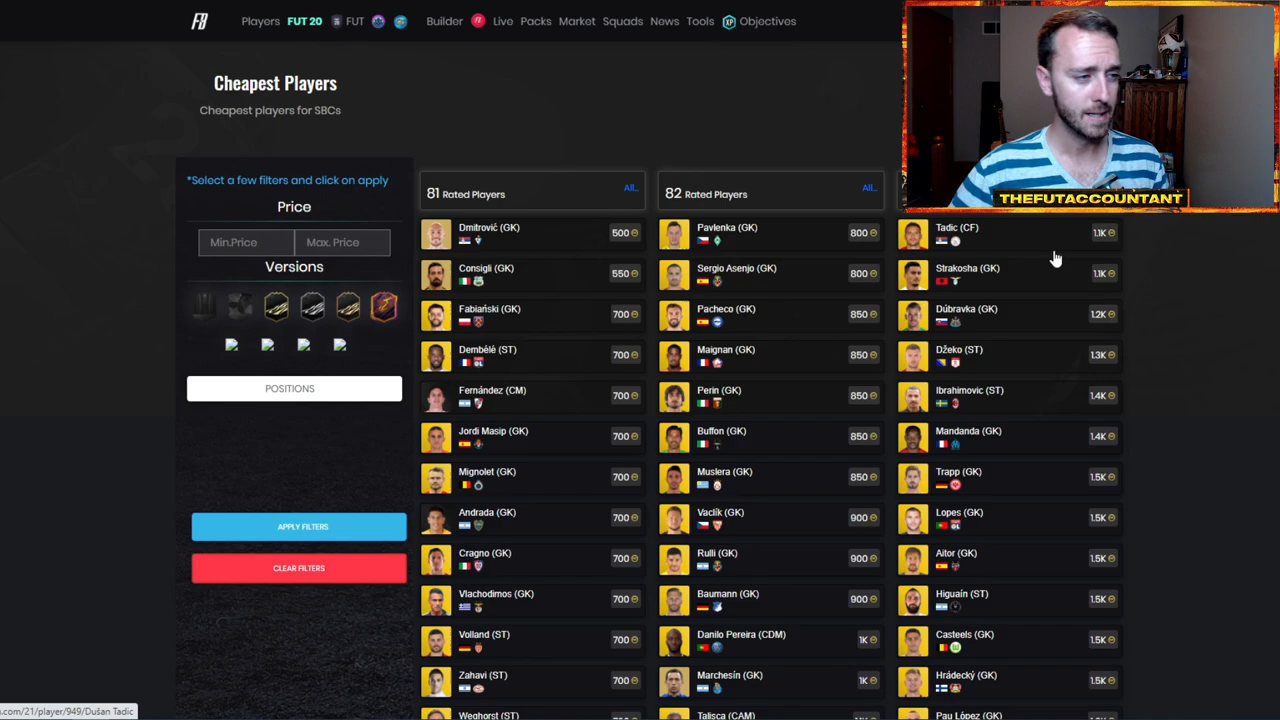 Players FUT 20 FUT Builder Live Packs Market Squads News Tools XP Objectives
Cheapest Players
Cheapest players for SBCs
*Select a few filters and click on apply
Price
Min.Price Max. Price
Versions
POSITIONS
APPLY FILTERS
CLEAR FILTERS
81 Rated Players All..
Dmitrović (GK) 500
Consigli (GK) 550
Fabiański (GK) 700
Dembélé (ST) 700
Fernández (CM) 700
Jordi Masip (GK) 700
Mignolet (GK) 700
Andrada (GK) 700
Cragno (GK) 700
Vlachodimos (GK) 700
Volland (ST) 700
Zahavi (ST) 700
Weghorst (ST)
82 Rated Players All..
Pavlenka (GK) 800
Sergio Asenjo (GK) 800
Pacheco (GK) 850
Maignan (GK) 850
Perin (GK) 850
Buffon (GK) 850
Muslera (GK) 850
Vaclík (GK) 900
Rulli (GK) 900
Baumann (GK) 900
Danilo Pereira (CDM) 1K
Marchesín (GK) 1K
Talisca (CAM)
Tadic (CF) 1.1K
Strakosha (GK) 1.1K
Dúbravka (GK) 1.2K
Džeko (ST) 1.3K
Ibrahimovic (ST) 1.4K
Mandanda (GK) 1.4K
Trapp (GK) 1.5K
Lopes (GK) 1.5K
Aitor (GK) 1.5K
Higuaín (ST) 1.5K
Casteels (GK) 1.5K
Hrádecký (GK) 1.5K
Pau López (GK)
THEFUTACCOUNTANT
.com/21/player/949/Dušan Tadic